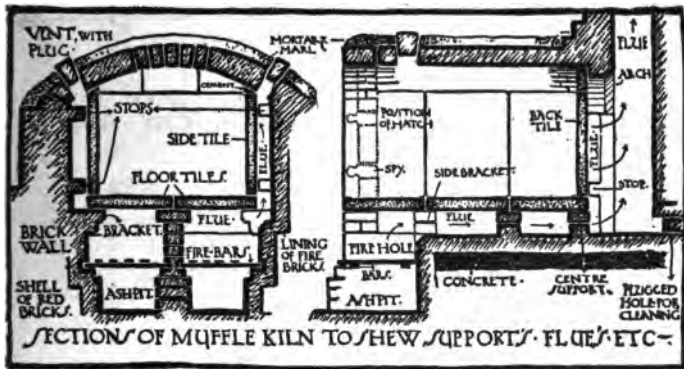 VENT, WITH
PLUG.
MORTAR &
MARL.
CEMENT
STOPS
SIDE TILE
FLUE.
FLOOR TILES.
BRACKET.
FLUE.
BRICK
WALL
FIRE-BARS,
LINING
OF FIRE
BRICKS
SHELL
OF RED
BRICKS.
ASHPIT.
FLUE
ARCH
POSITION
OF HATCH
BACK
TILE
SPY.
SIDE BRACKET.
FLUE.
STOP.
FLUE
FIRE HOLE
BARS.
ASHPIT.
CONCRETE.
CENTRE
SUPPORT.
PLUGGED
HOLE·FOR
CLEANING
SECTIONS OF MUFFLE KILN TO SHEW SUPPORTS· FLUES· ETC~